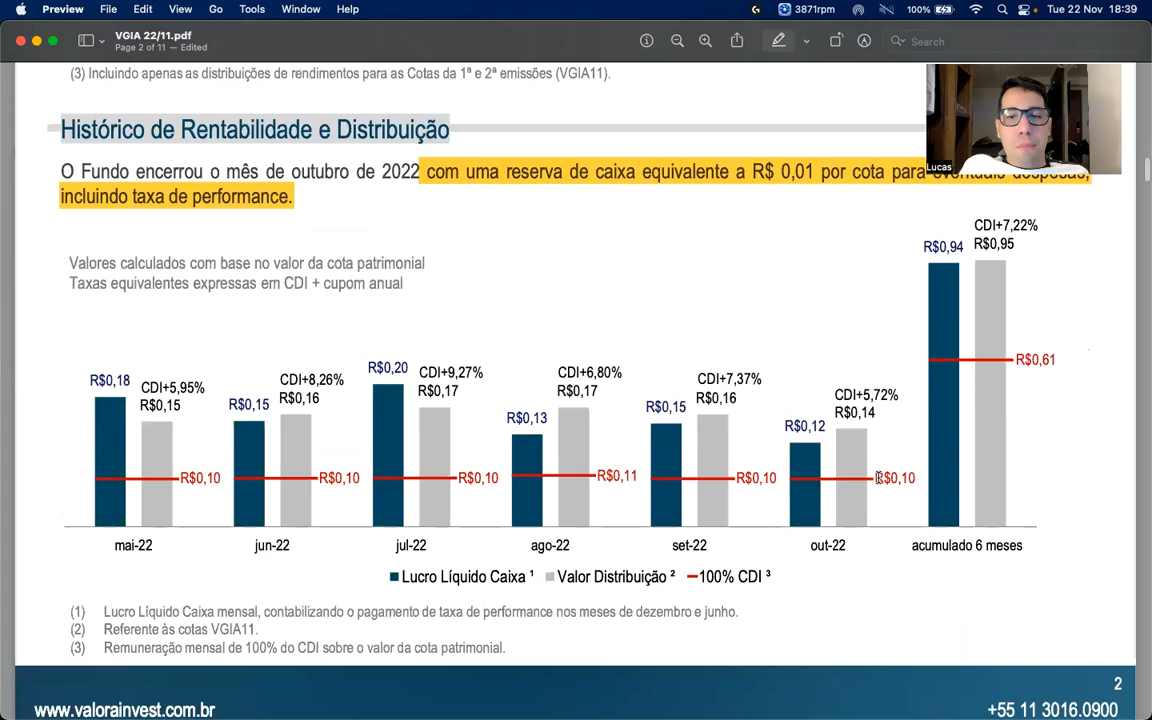 Preview File Edit View Go Tools Window Help 3871rpm 100% Tue 22 Nov 18:39
VGIA 22/11.pdf
Page 2 of 11 — Edited
Search
(3) Incluindo apenas as distribuições de rendimentos para as Cotas da 1ª e 2ª emissões (VGIA11).
Histórico de Rentabilidade e Distribuição
O Fundo encerrou o mês de outubro de 2022 com uma reserva de caixa equivalente a R$ 0,01 por cota para eventuais despesas,
incluindo taxa de performance.
Lucas
Valores calculados com base no valor da cota patrimonial
Taxas equivalentes expressas em CDI + cupom anual
R$0,18
CDI+5,95%
R$0,15
R$0,10
R$0,15
CDI+8,26%
R$0,16
R$0,10
R$0,20
CDI+9,27%
R$0,17
R$0,10
R$0,13
CDI+6,80%
R$0,17
R$0,11
R$0,15
CDI+7,37%
R$0,16
R$0,10
R$0,12
CDI+5,72%
R$0,14
R$0,10
R$0,94
CDI+7,22%
R$0,95
R$0,61
mai-22 jun-22 jul-22 ago-22 set-22 out-22 acumulado 6 meses
Lucro Líquido Caixa ¹ Valor Distribuição ² 100% CDI ³
(1) Lucro Líquido Caixa mensal, contabilizando o pagamento de taxa de performance nos meses de dezembro e junho.
(2) Referente às cotas VGIA11.
(3) Remuneração mensal de 100% do CDI sobre o valor da cota patrimonial.
2
www.valorainvest.com.br +55 11 3016.0900